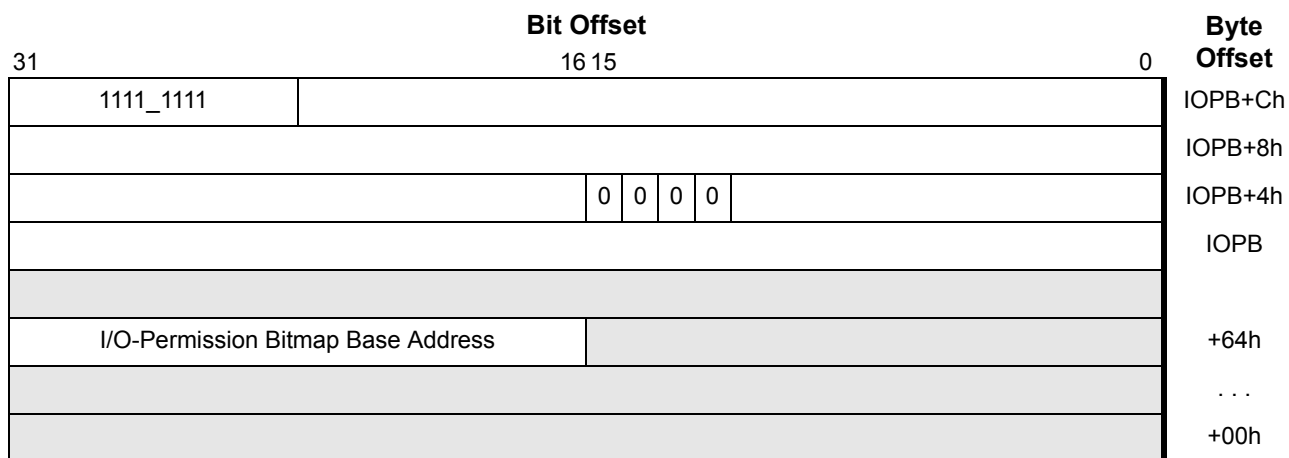 Bit Offset
Byte Offset
31 16 15 0
1111_1111 IOPB+Ch
IOPB+8h
0 0 0 0 IOPB+4h
IOPB
I/O-Permission Bitmap Base Address +64h
. . .
+00h